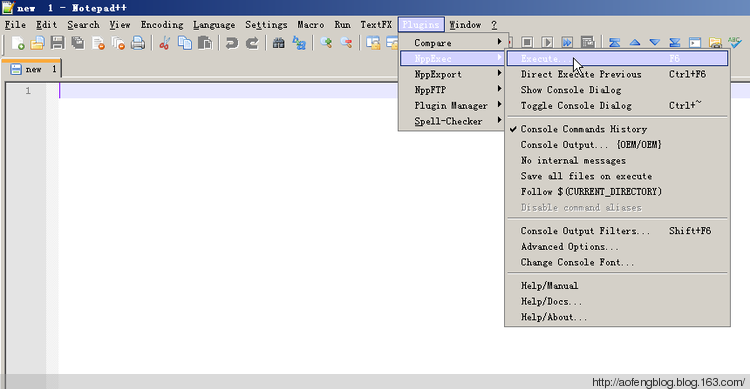 new  1 - Notepad++
File Edit Search View Encoding Language Settings Macro Run TextFX Plugins Window ?
new  1
1
Compare
NppExec
NppExport
NppFTP
Plugin Manager
Spell-Checker
Execute... F6
Direct Execute Previous Ctrl+F6
Show Console Dialog
Toggle Console Dialog Ctrl+~
Console Commands History
Console Output... {OEM/OEM}
No internal messages
Save all files on execute
Follow $(CURRENT_DIRECTORY)
Disable command aliases
Console Output Filters... Shift+F6
Advanced Options...
Change Console Font...
Help/Manual
Help/Docs...
Help/About...
http://aofengblog.blog.163.com/